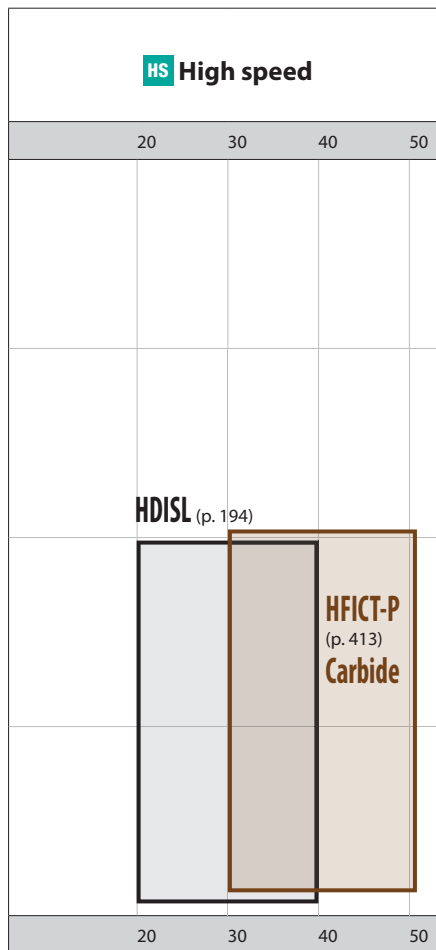 HS High speed
20 30 40 50
HDISL (p. 194)
HFICT-P
(p. 413)
Carbide
20 30 40 50